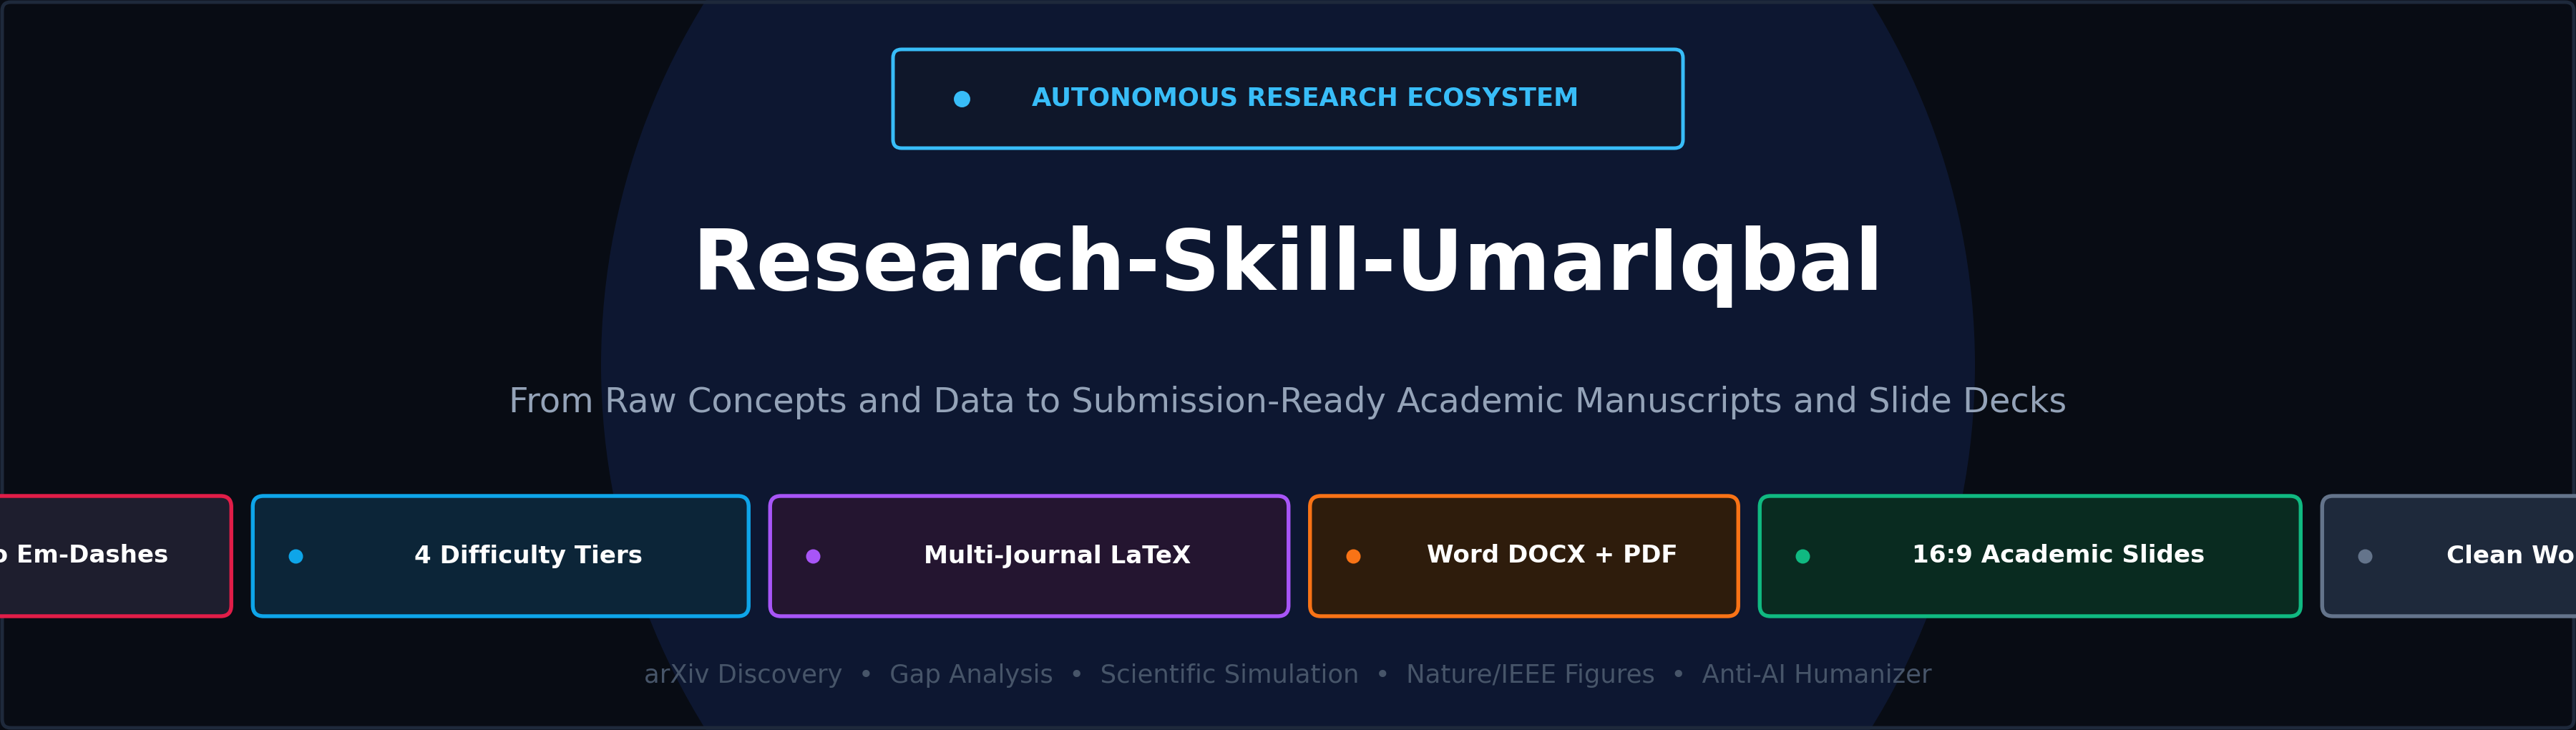 AUTONOMOUS RESEARCH ECOSYSTEM
Research-Skill-UmarIqbal
From Raw Concepts and Data to Submission-Ready Academic Manuscripts and Slide Decks
Em-Dashes
4 Difficulty Tiers
Multi-Journal LaTeX
Word DOCX + PDF
16:9 Academic Slides
Clean
arXiv Discovery • Gap Analysis • Scientific Simulation • Nature/IEEE Figures • Anti-AI Humanizer